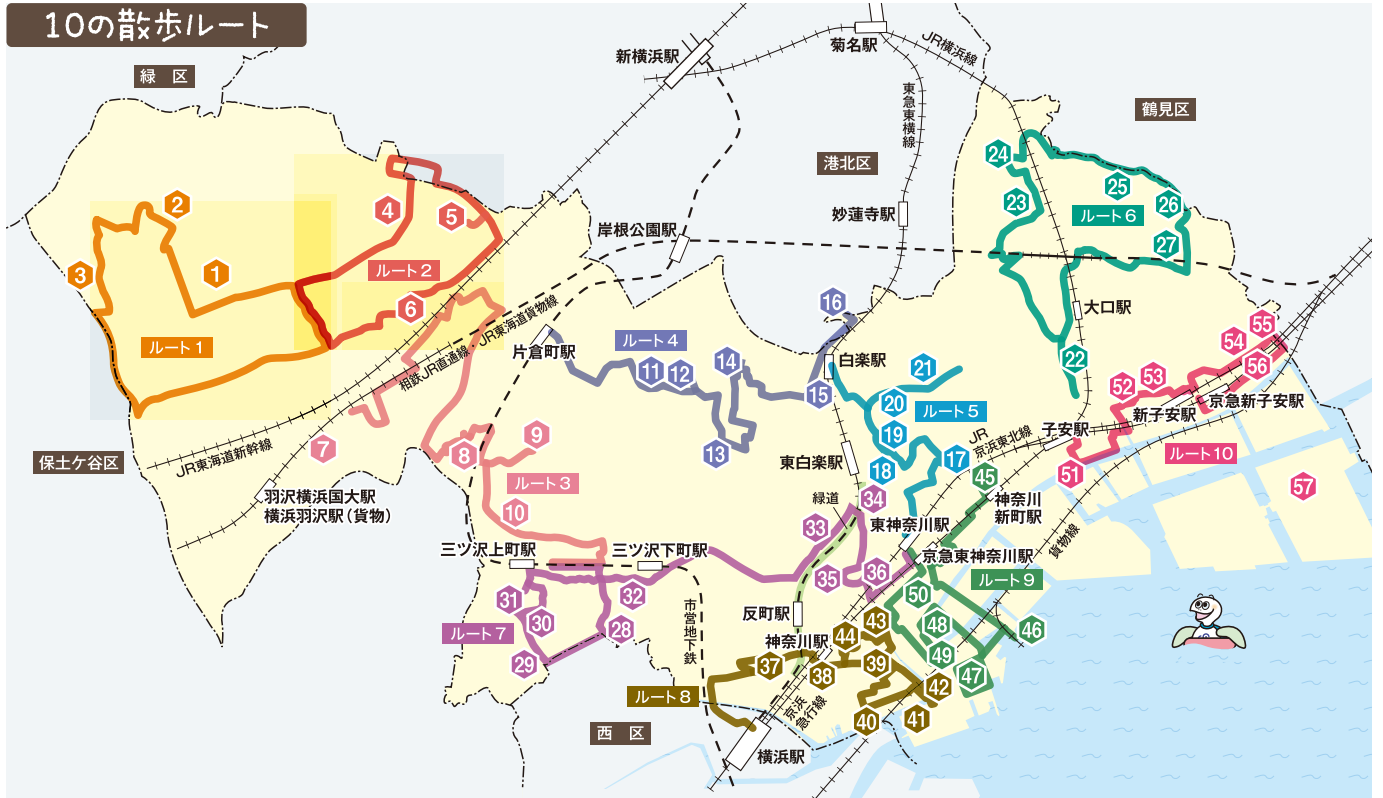 10の散歩ルート
緑　区
新横浜駅
菊名駅
JR横浜線
東急東横線
鶴見区
港北区
妙蓮寺駅
岸根公園駅
24
25
23
26
ルート6
27
2
4
5
3
1
ルート2
6
ルート1
大口駅
22
16
片倉町駅
ルート4
11
12
14
15
13
白楽駅
21
20
ルート5
19
18
17
相鉄JR直通線・JR東海道貨物線
JR東海道新幹線
保土ケ谷区
7
8
9
ルート3
10
羽沢横浜国大駅
横浜羽沢駅(貨物)
東白楽駅
JR
京浜東北線
子安駅
新子安駅
京急新子安駅
52
53
54
55
56
51
ルート10
57
45
神奈川
新町駅
貨物線
緑道
34
33
35
36
東神奈川駅
京急東神奈川駅
ルート9
三ツ沢上町駅
三ツ沢下町駅
31
30
32
28
29
ルート7
市営地下鉄
反町駅
神奈川駅
50
48
49
46
47
43
44
39
37
38
42
40
41
ルート8
京浜
急行線
西　区
横浜駅